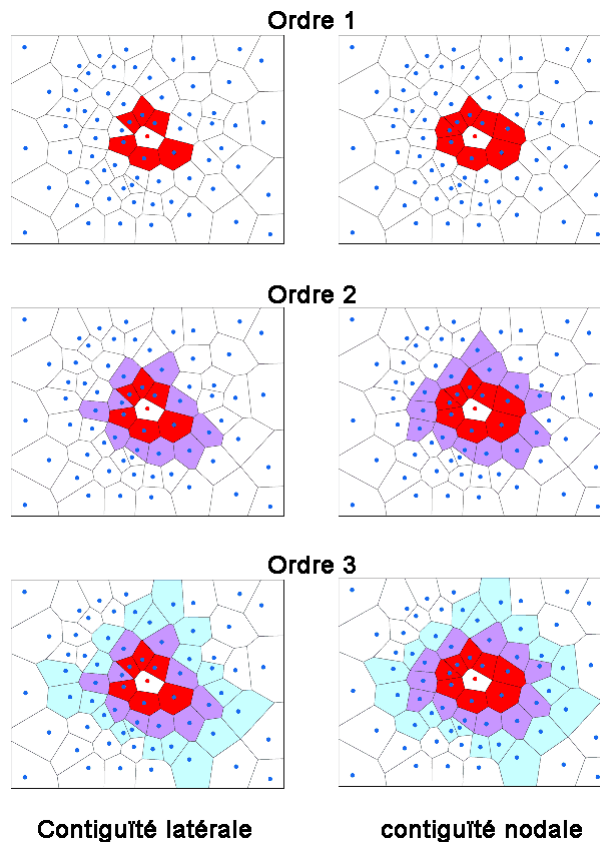 Ordre 1
Ordre 2
Ordre 3
Contiguïté latérale
contiguïté nodale